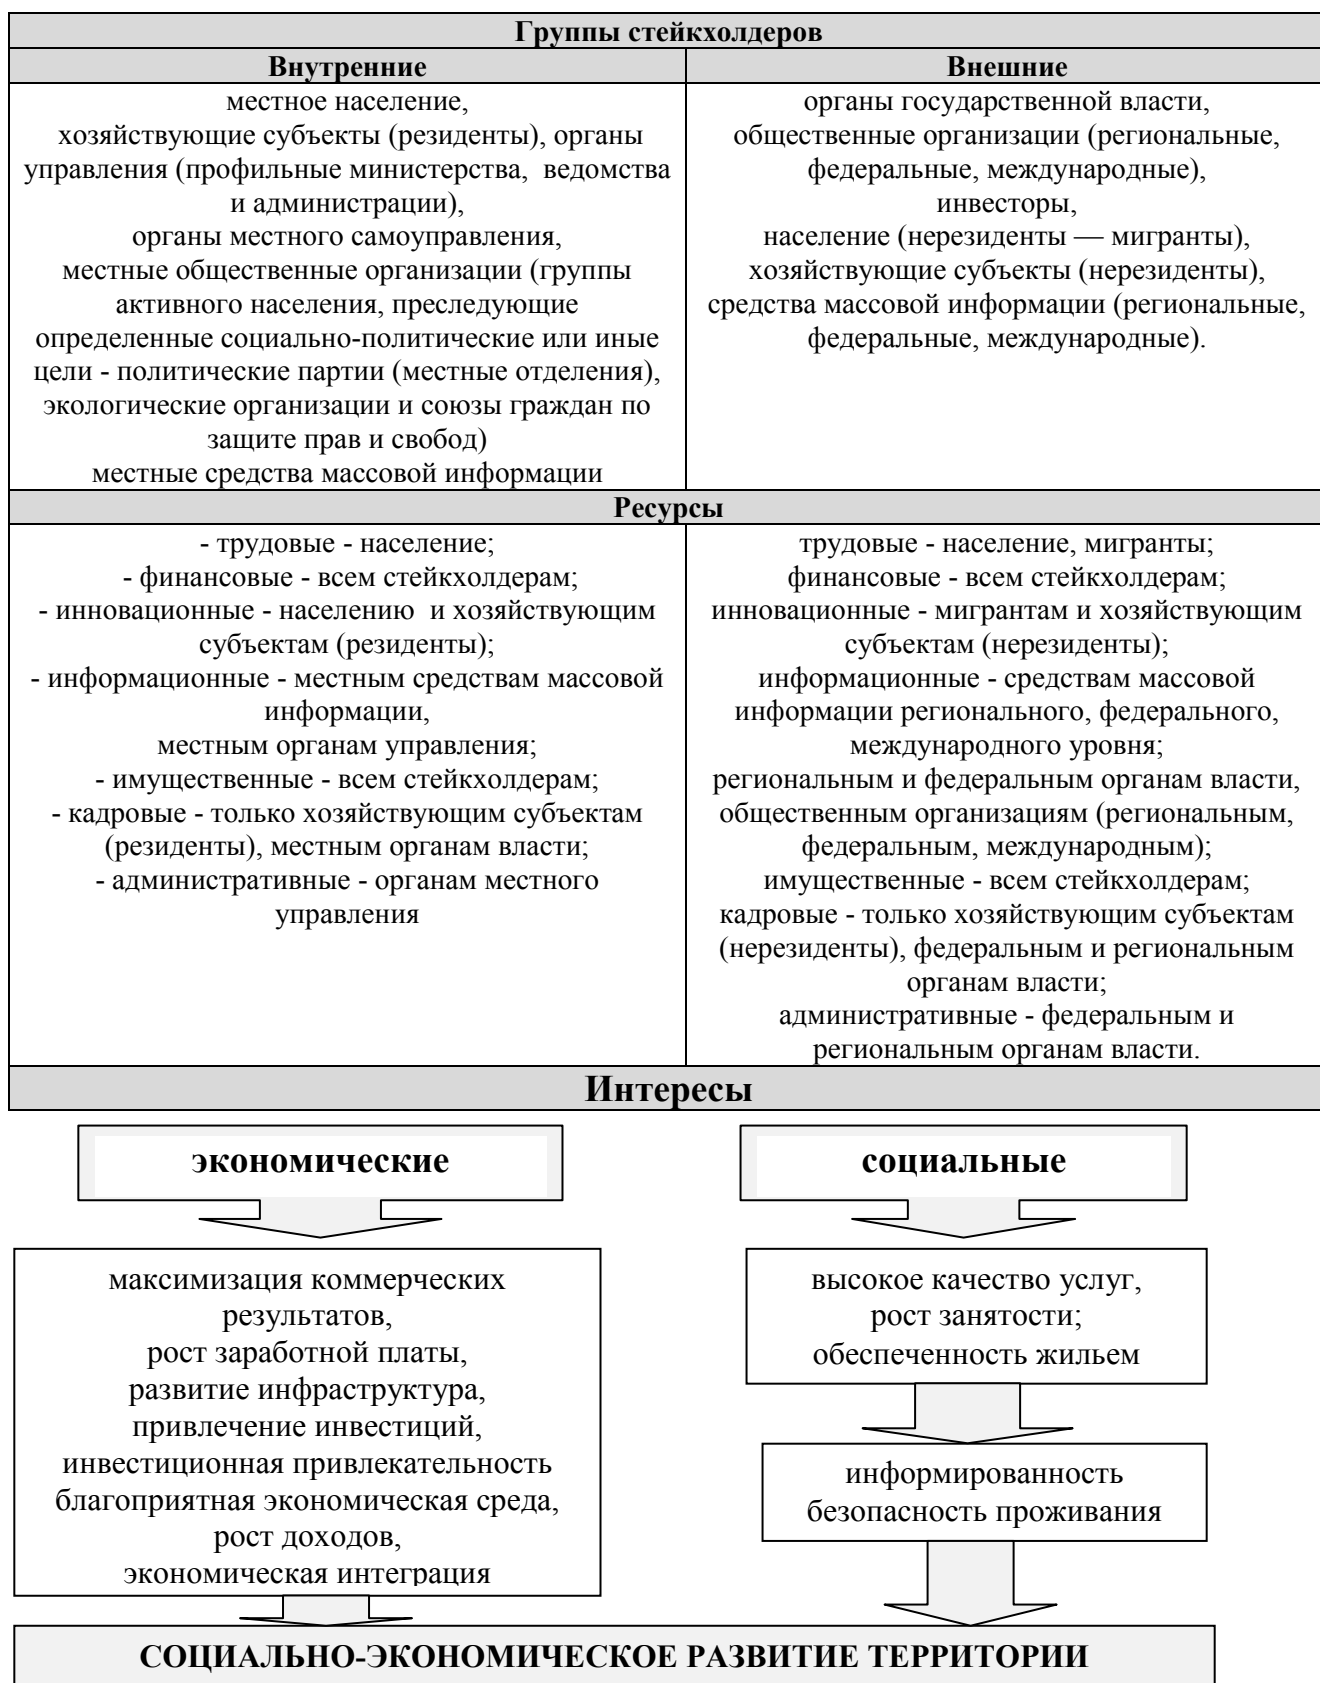 Группы стейкхолдеров
Внутренние
местное население,
хозяйствующие субъекты (резиденты), органы
управления (профильные министерства, ведомства
и администрации),
органы местного самоуправления,
местные общественные организации (группы
активного населения, преследующие
определенные социально-политические или иные
цели - политические партии (местные отделения),
экологические организации и союзы граждан по
защите прав и свобод)
местные средства массовой информации
Внешние
органы государственной власти,
общественные организации (региональные,
федеральные, международные),
инвесторы,
население (нерезиденты — мигранты),
хозяйствующие субъекты (нерезиденты),
средства массовой информации (региональные,
федеральные, международные).
Ресурсы
- трудовые - население;
- финансовые - всем стейкхолдерам;
- инновационные - населению и хозяйствующим
субъектам (резиденты);
- информационные - местным средствам массовой
информации,
местным органам управления;
- имущественные - всем стейкхолдерам;
- кадровые - только хозяйствующим субъектам
(резиденты), местным органам власти;
- административные - органам местного
управления
трудовые - население, мигранты;
финансовые - всем стейкхолдерам;
инновационные - мигрантам и хозяйствующим
субъектам (нерезиденты);
информационные - средствам массовой
информации регионального, федерального,
международного уровня;
региональным и федеральным органам власти,
общественным организациям (региональным,
федеральным, международным);
имущественные - всем стейкхолдерам;
кадровые - только хозяйствующим субъектам
(нерезиденты), федеральным и региональным
органам власти;
административные - федеральным и
региональным органам власти.
Интересы
экономические
максимизация коммерческих
результатов,
рост заработной платы,
развитие инфраструктура,
привлечение инвестиций,
инвестиционная привлекательность
благоприятная экономическая среда,
рост доходов,
экономическая интеграция
социальные
высокое качество услуг,
рост занятости;
обеспеченность жильем
информированность
безопасность проживания
СОЦИАЛЬНО-ЭКОНОМИЧЕСКОЕ РАЗВИТИЕ ТЕРРИТОРИИ